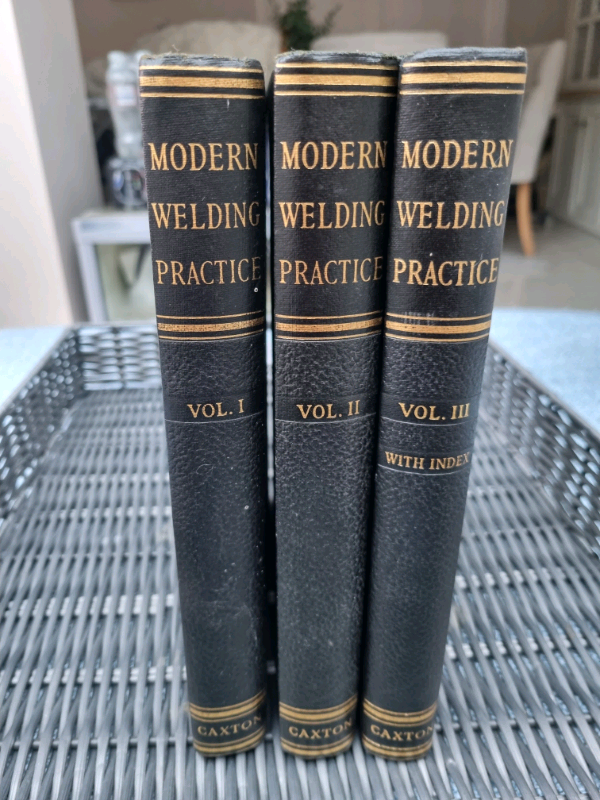 MODERN
WELDING
PRACTICE
VOL. I
CAXTON
MODERN
WELDING
PRACTICE
VOL. II
CAXTON
MODERN
WELDING
PRACTICE
VOL. III
WITH INDEX
CAXTON